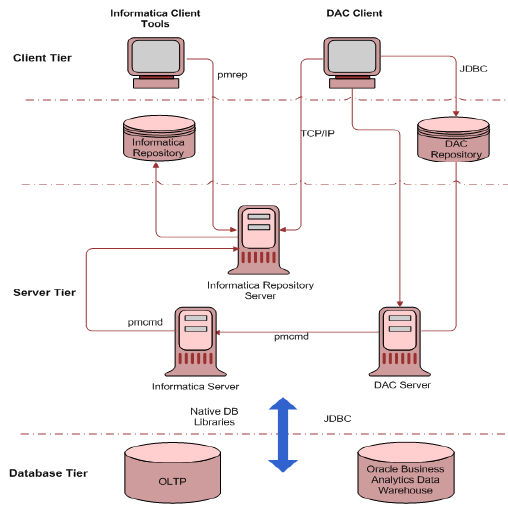 Informatica Client
Tools
DAC Client
Client Tier
pmrep
JDBC
TCP/IP
Informatica
Repository
DAC
Repository
Informatica Repository
Server
Server Tier
pmcmd
pmcmd
Informatica Server
DAC Server
Native DB
Libraries
JDBC
Database Tier
OLTP
Oracle Business
Analytics Data
Warehouse